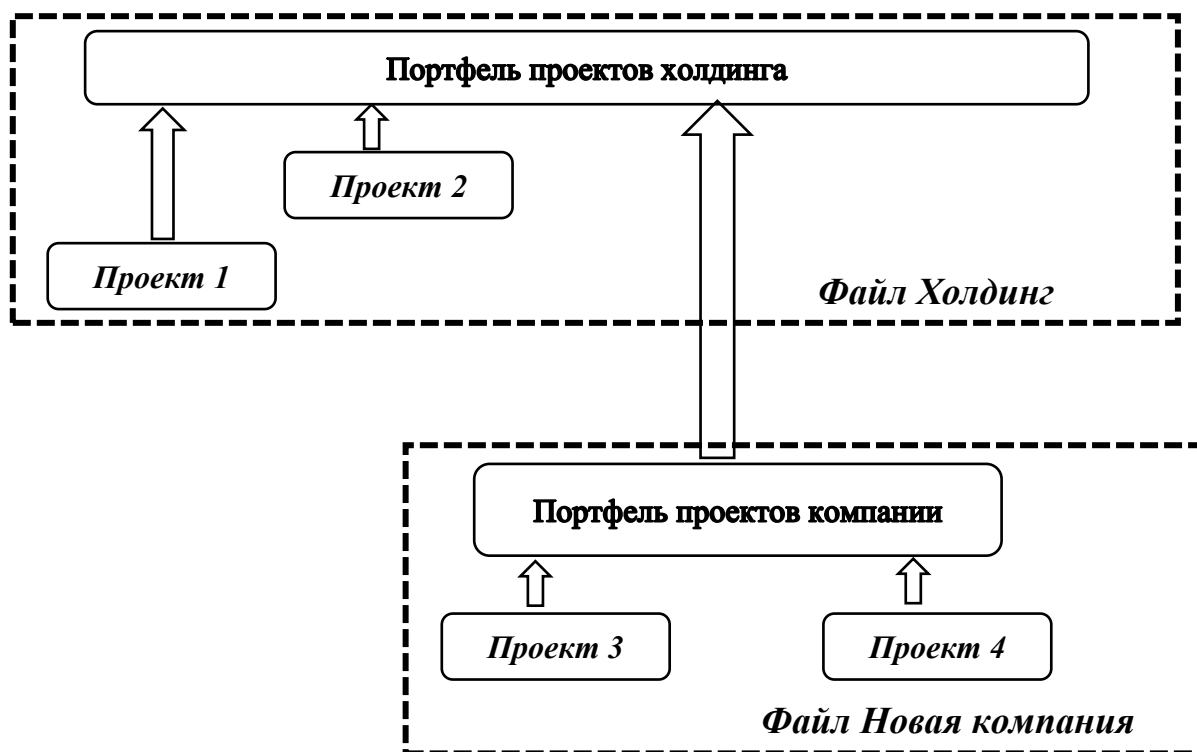 Портфель проектов холдинга
Проект 2
Проект 1
Файл Холдинг
Портфель проектов компании
Проект 3
Проект 4
Файл Новая компания